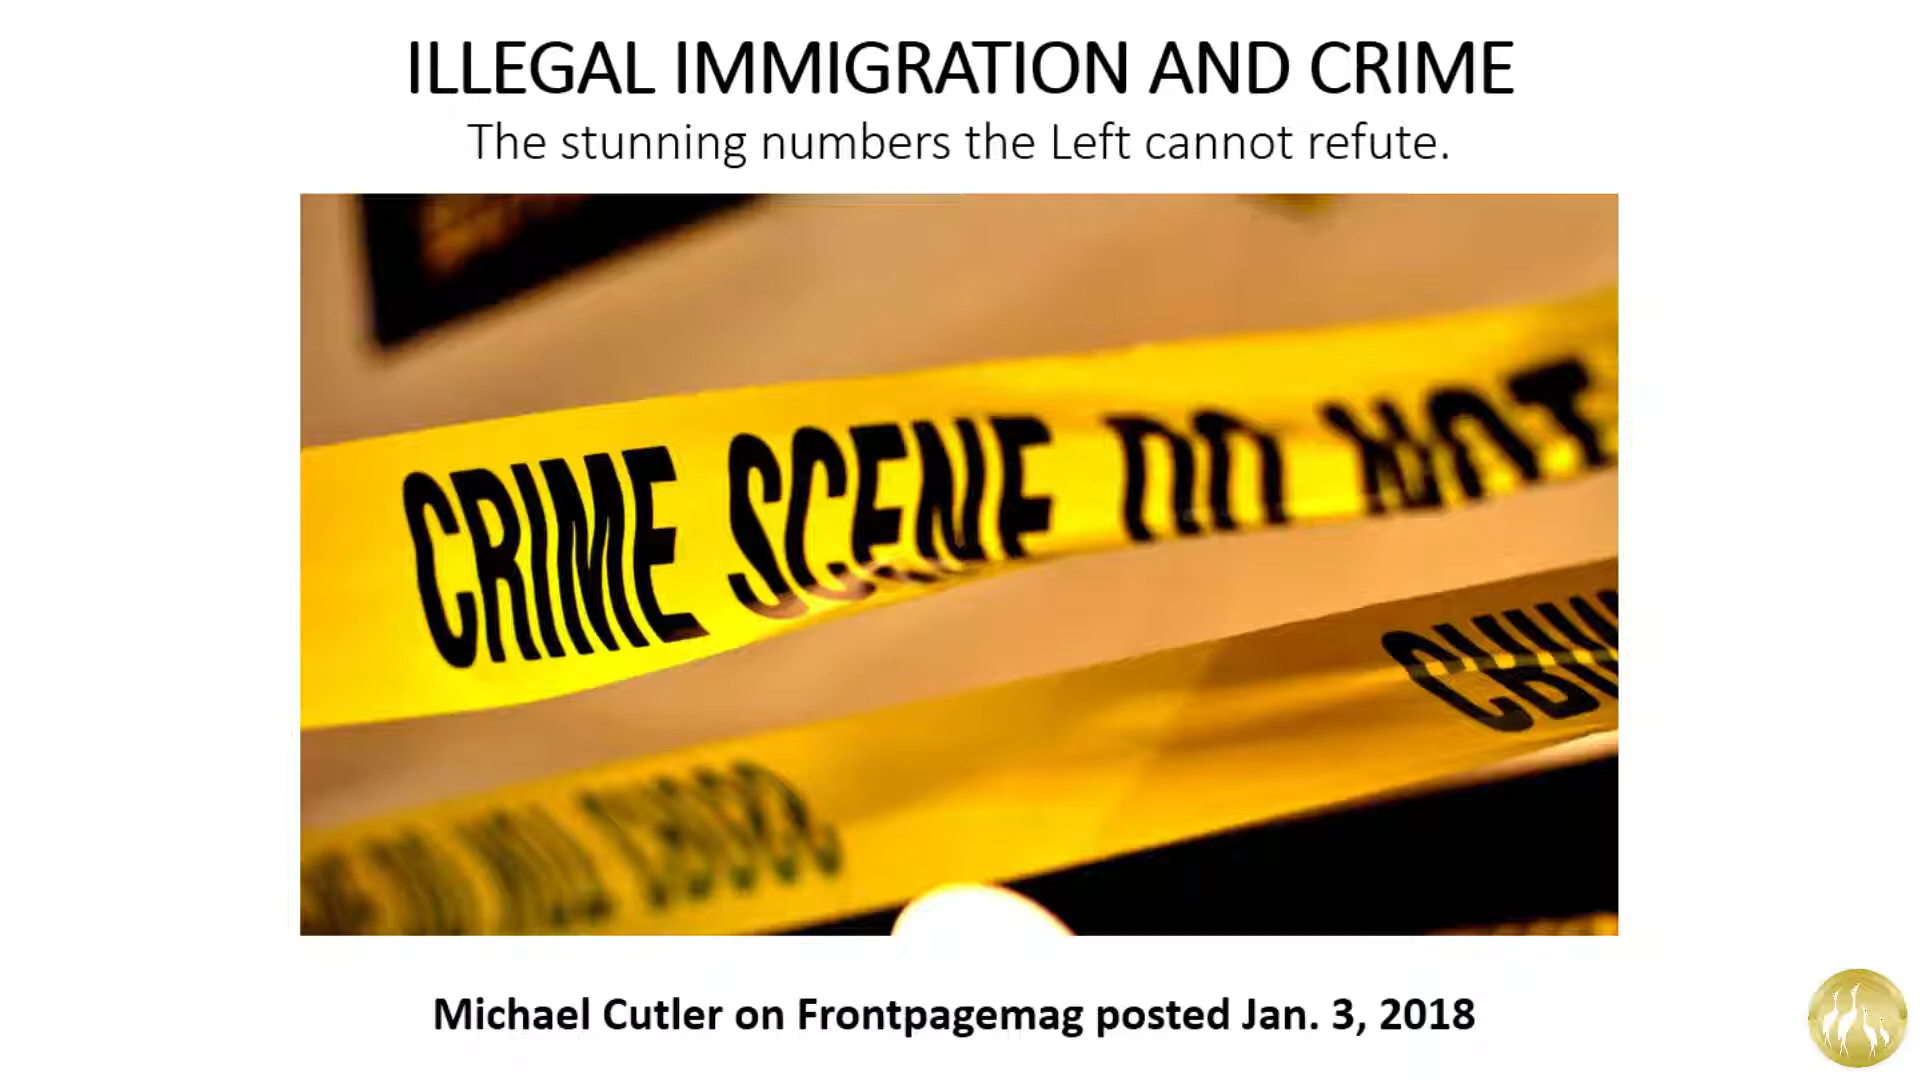 ILLEGAL IMMIGRATION AND CRIME
The stunning numbers the Left cannot refute.
CRIME SCENE DO NOT
Michael Cutler on Frontpagemag posted Jan. 3, 2018